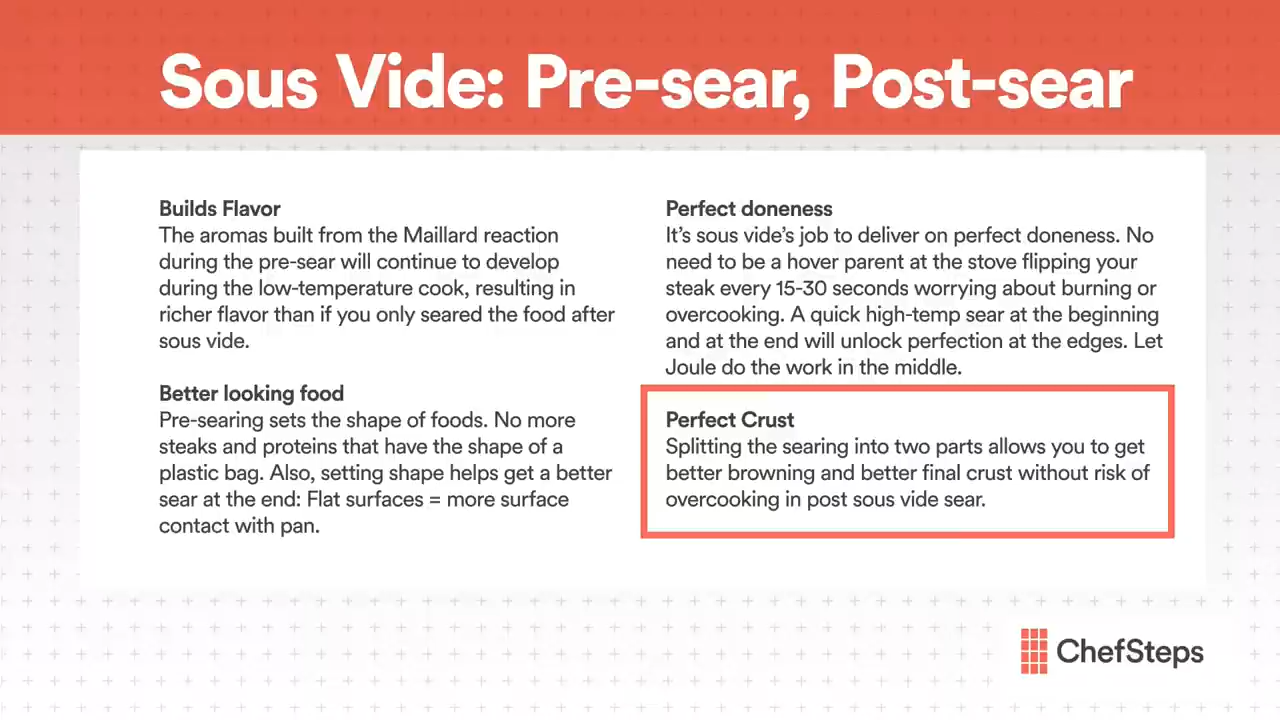 Sous Vide: Pre-sear, Post-sear
Builds Flavor
The aromas built from the Maillard reaction
during the pre-sear will continue to develop
during the low-temperature cook, resulting in
richer flavor than if you only seared the food after
sous vide.
Better looking food
Pre-searing sets the shape of foods. No more
steaks and proteins that have the shape of a
plastic bag. Also, setting shape helps get a better
sear at the end: Flat surfaces = more surface
contact with pan.
Perfect doneness
It’s sous vide’s job to deliver on perfect doneness. No
need to be a hover parent at the stove flipping your
steak every 15-30 seconds worrying about burning or
overcooking. A quick high-temp sear at the beginning
and at the end will unlock perfection at the edges. Let
Joule do the work in the middle.
Perfect Crust
Splitting the searing into two parts allows you to get
better browning and better final crust without risk of
overcooking in post sous vide sear.
ChefSteps